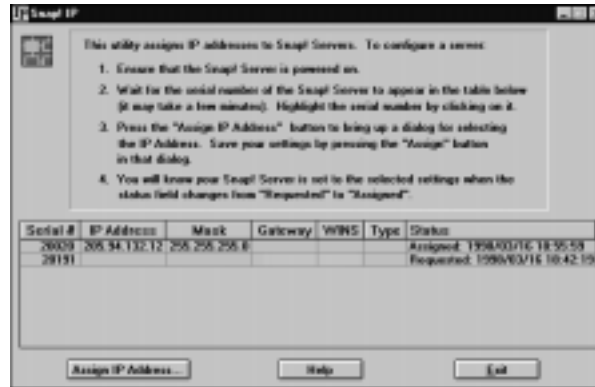 Snap! IP
This utility assigns IP addresses to Snap! Servers. To configure a server:
1. Ensure that the Snap! Server is powered on.
2. Wait for the serial number of the Snap! Server to appear in the table below
(it may take a few minutes). Highlight the serial number by clicking on it.
3. Press the "Assign IP Address" button to bring up a dialog for selecting
the IP Address. Save your settings by pressing the "Assign" button
in that dialog.
4. You will know your Snap! Server is set to the selected settings when the
status field changes from "Requested" to "Assigned".
Serial # IP Address Mask Gateway WINS Type Status
20020 205.94.132.12 255.255.255.0 Assigned: 1998/03/16 18:55:59
20191 Requested: 1998/03/16 18:42:19
Assign IP Address... Help Exit